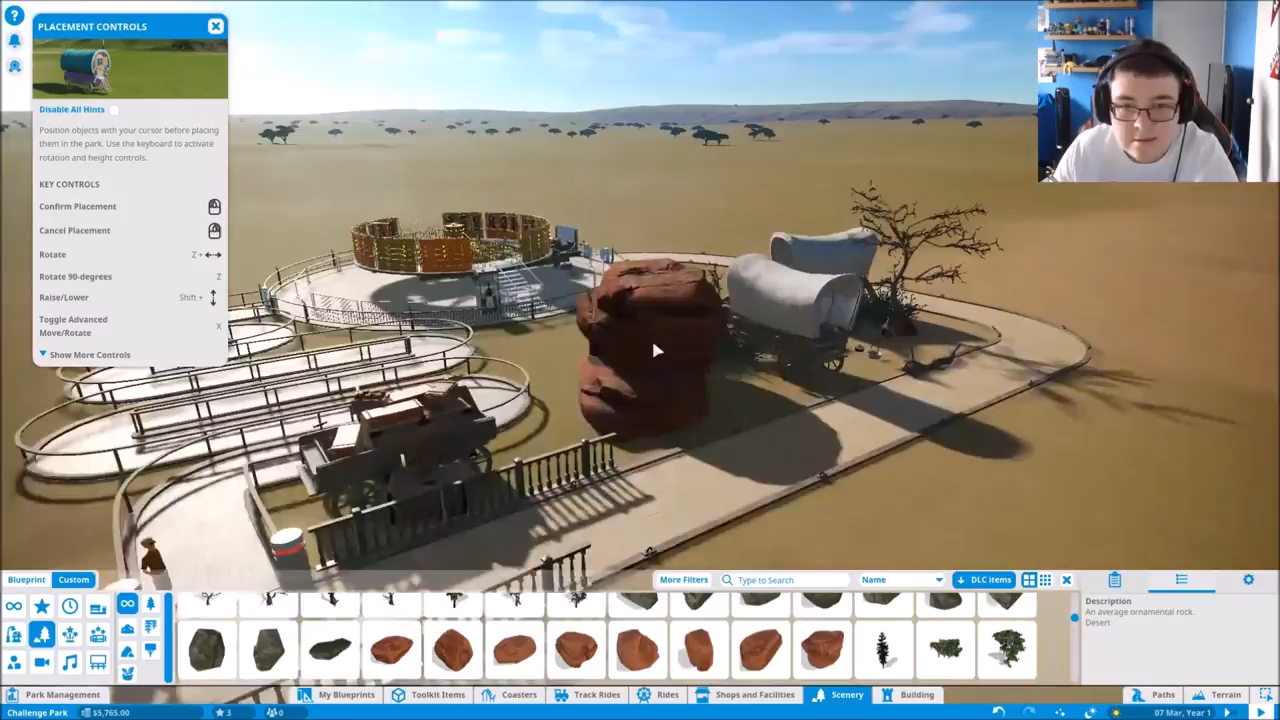 PLACEMENT CONTROLS
Disable All Hints
Position objects with your cursor before placing
them in the park. Use the keyboard to activate
rotation and height controls.
KEY CONTROLS
Confirm Placement
Cancel Placement
Rotate Z +
Rotate 90-degrees Z
Raise/Lower Shift +
Toggle Advanced
Move/Rotate X
Show More Controls
Blueprint Custom
More Filters Type to Search Name DLC items
Description
An average ornamental rock.
Desert
Park Management My Blueprints Toolkit Items Coasters Track Rides Rides Shops and Facilities Scenery Building Paths Terrain
Challenge Park $5,765.00 3 0 07 Mar, Year 1